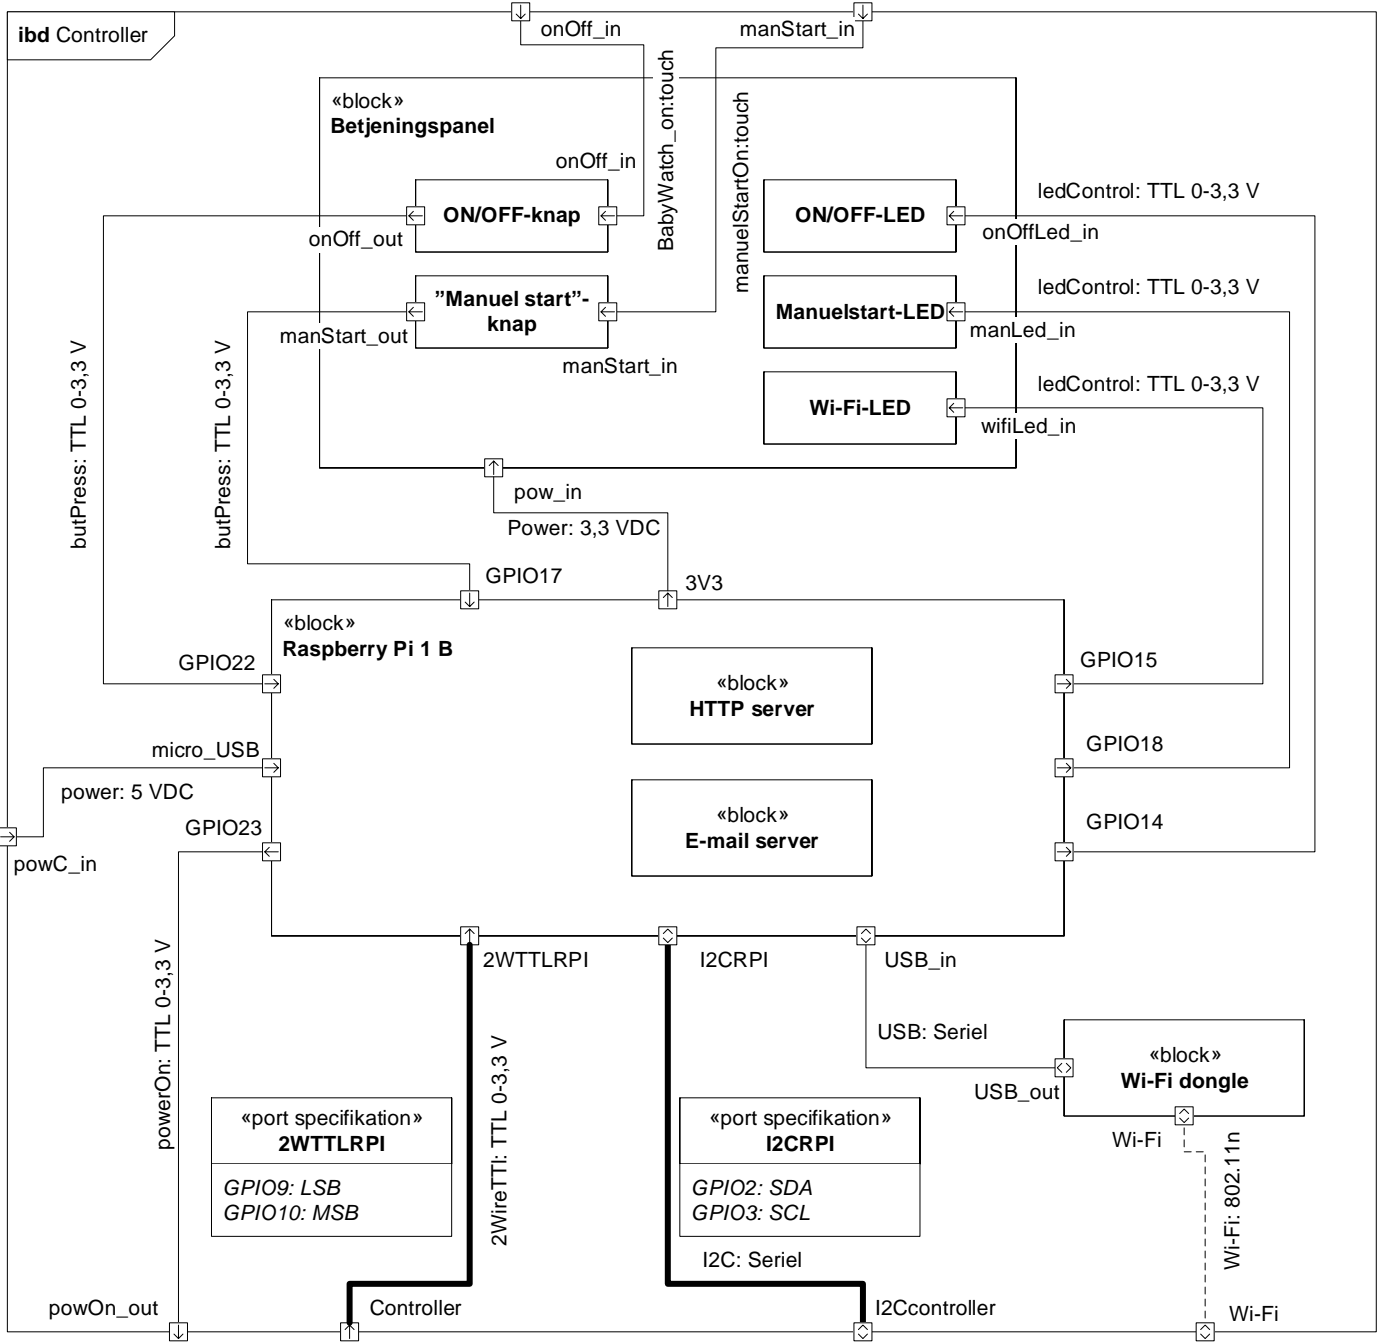 ibd Controller
onOff_in
manStart_in
BabyWatch_on:touch
manuelStartOn:touch
«block»
Betjeningspanel
onOff_in
ON/OFF-knap
onOff_out
ON/OFF-LED
ledControl: TTL 0-3,3 V
onOffLed_in
”Manuel start”-
knap
manStart_out
manStart_in
Manuelstart-LED
ledControl: TTL 0-3,3 V
manLed_in
Wi-Fi-LED
ledControl: TTL 0-3,3 V
wifiLed_in
butPress: TTL 0-3,3 V
butPress: TTL 0-3,3 V
pow_in
Power: 3,3 VDC
GPIO17
3V3
«block»
Raspberry Pi 1 B
GPIO22
GPIO15
«block»
HTTP server
micro_USB
GPIO18
power: 5 VDC
GPIO23
GPIO14
«block»
E-mail server
powC_in
powerOn: TTL 0-3,3 V
2WTTLRPI
I2CRPI
USB_in
2WireTTl: TTL 0-3,3 V
USB: Seriel
«block»
Wi-Fi dongle
USB_out
«port specifikation»
2WTTLRPI
GPIO9: LSB
GPIO10: MSB
«port specifikation»
I2CRPI
GPIO2: SDA
GPIO3: SCL
Wi-Fi
Wi-Fi: 802.11n
I2C: Seriel
powOn_out
Controller
I2Ccontroller
Wi-Fi